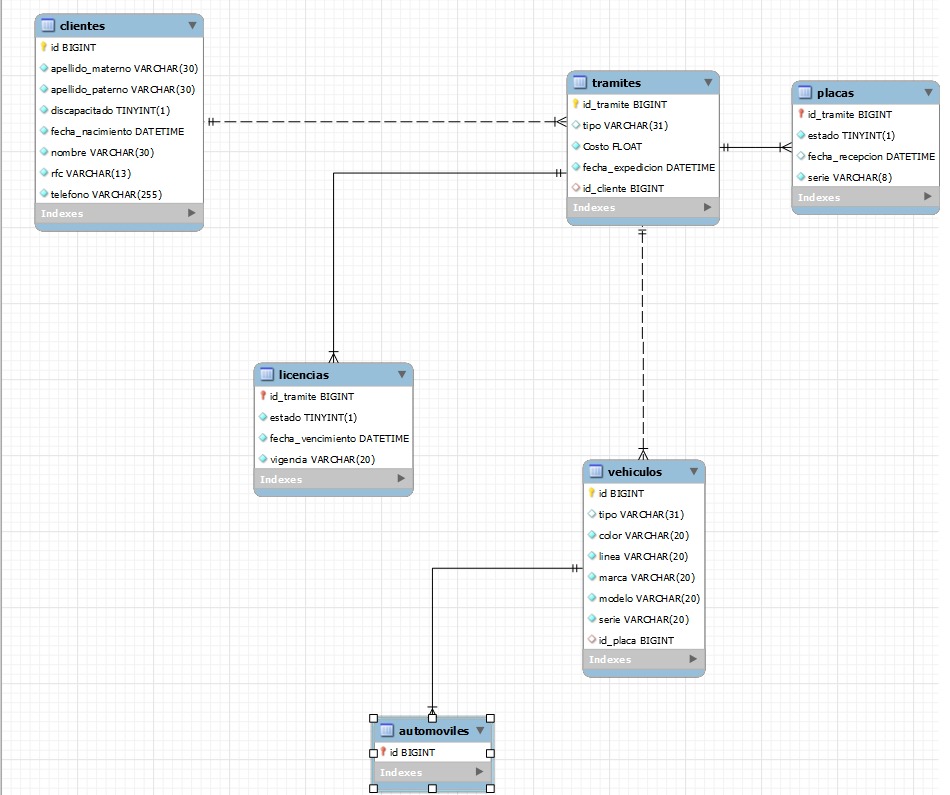 clientes
id BIGINT
apellido_materno VARCHAR(30)
apellido_paterno VARCHAR(30)
discapacitado TINYINT(1)
fecha_nacimiento DATETIME
nombre VARCHAR(30)
rfc VARCHAR(13)
telefono VARCHAR(255)
Indexes
tramites
id_tramite BIGINT
tipo VARCHAR(31)
Costo FLOAT
fecha_expedicion DATETIME
id_cliente BIGINT
Indexes
placas
id_tramite BIGINT
estado TINYINT(1)
fecha_recepcion DATETIME
serie VARCHAR(8)
Indexes
licencias
id_tramite BIGINT
estado TINYINT(1)
fecha_vencimiento DATETIME
vigencia VARCHAR(20)
Indexes
vehiculos
id BIGINT
tipo VARCHAR(31)
color VARCHAR(20)
linea VARCHAR(20)
marca VARCHAR(20)
modelo VARCHAR(20)
serie VARCHAR(20)
id_placa BIGINT
Indexes
automoviles
id BIGINT
Indexes